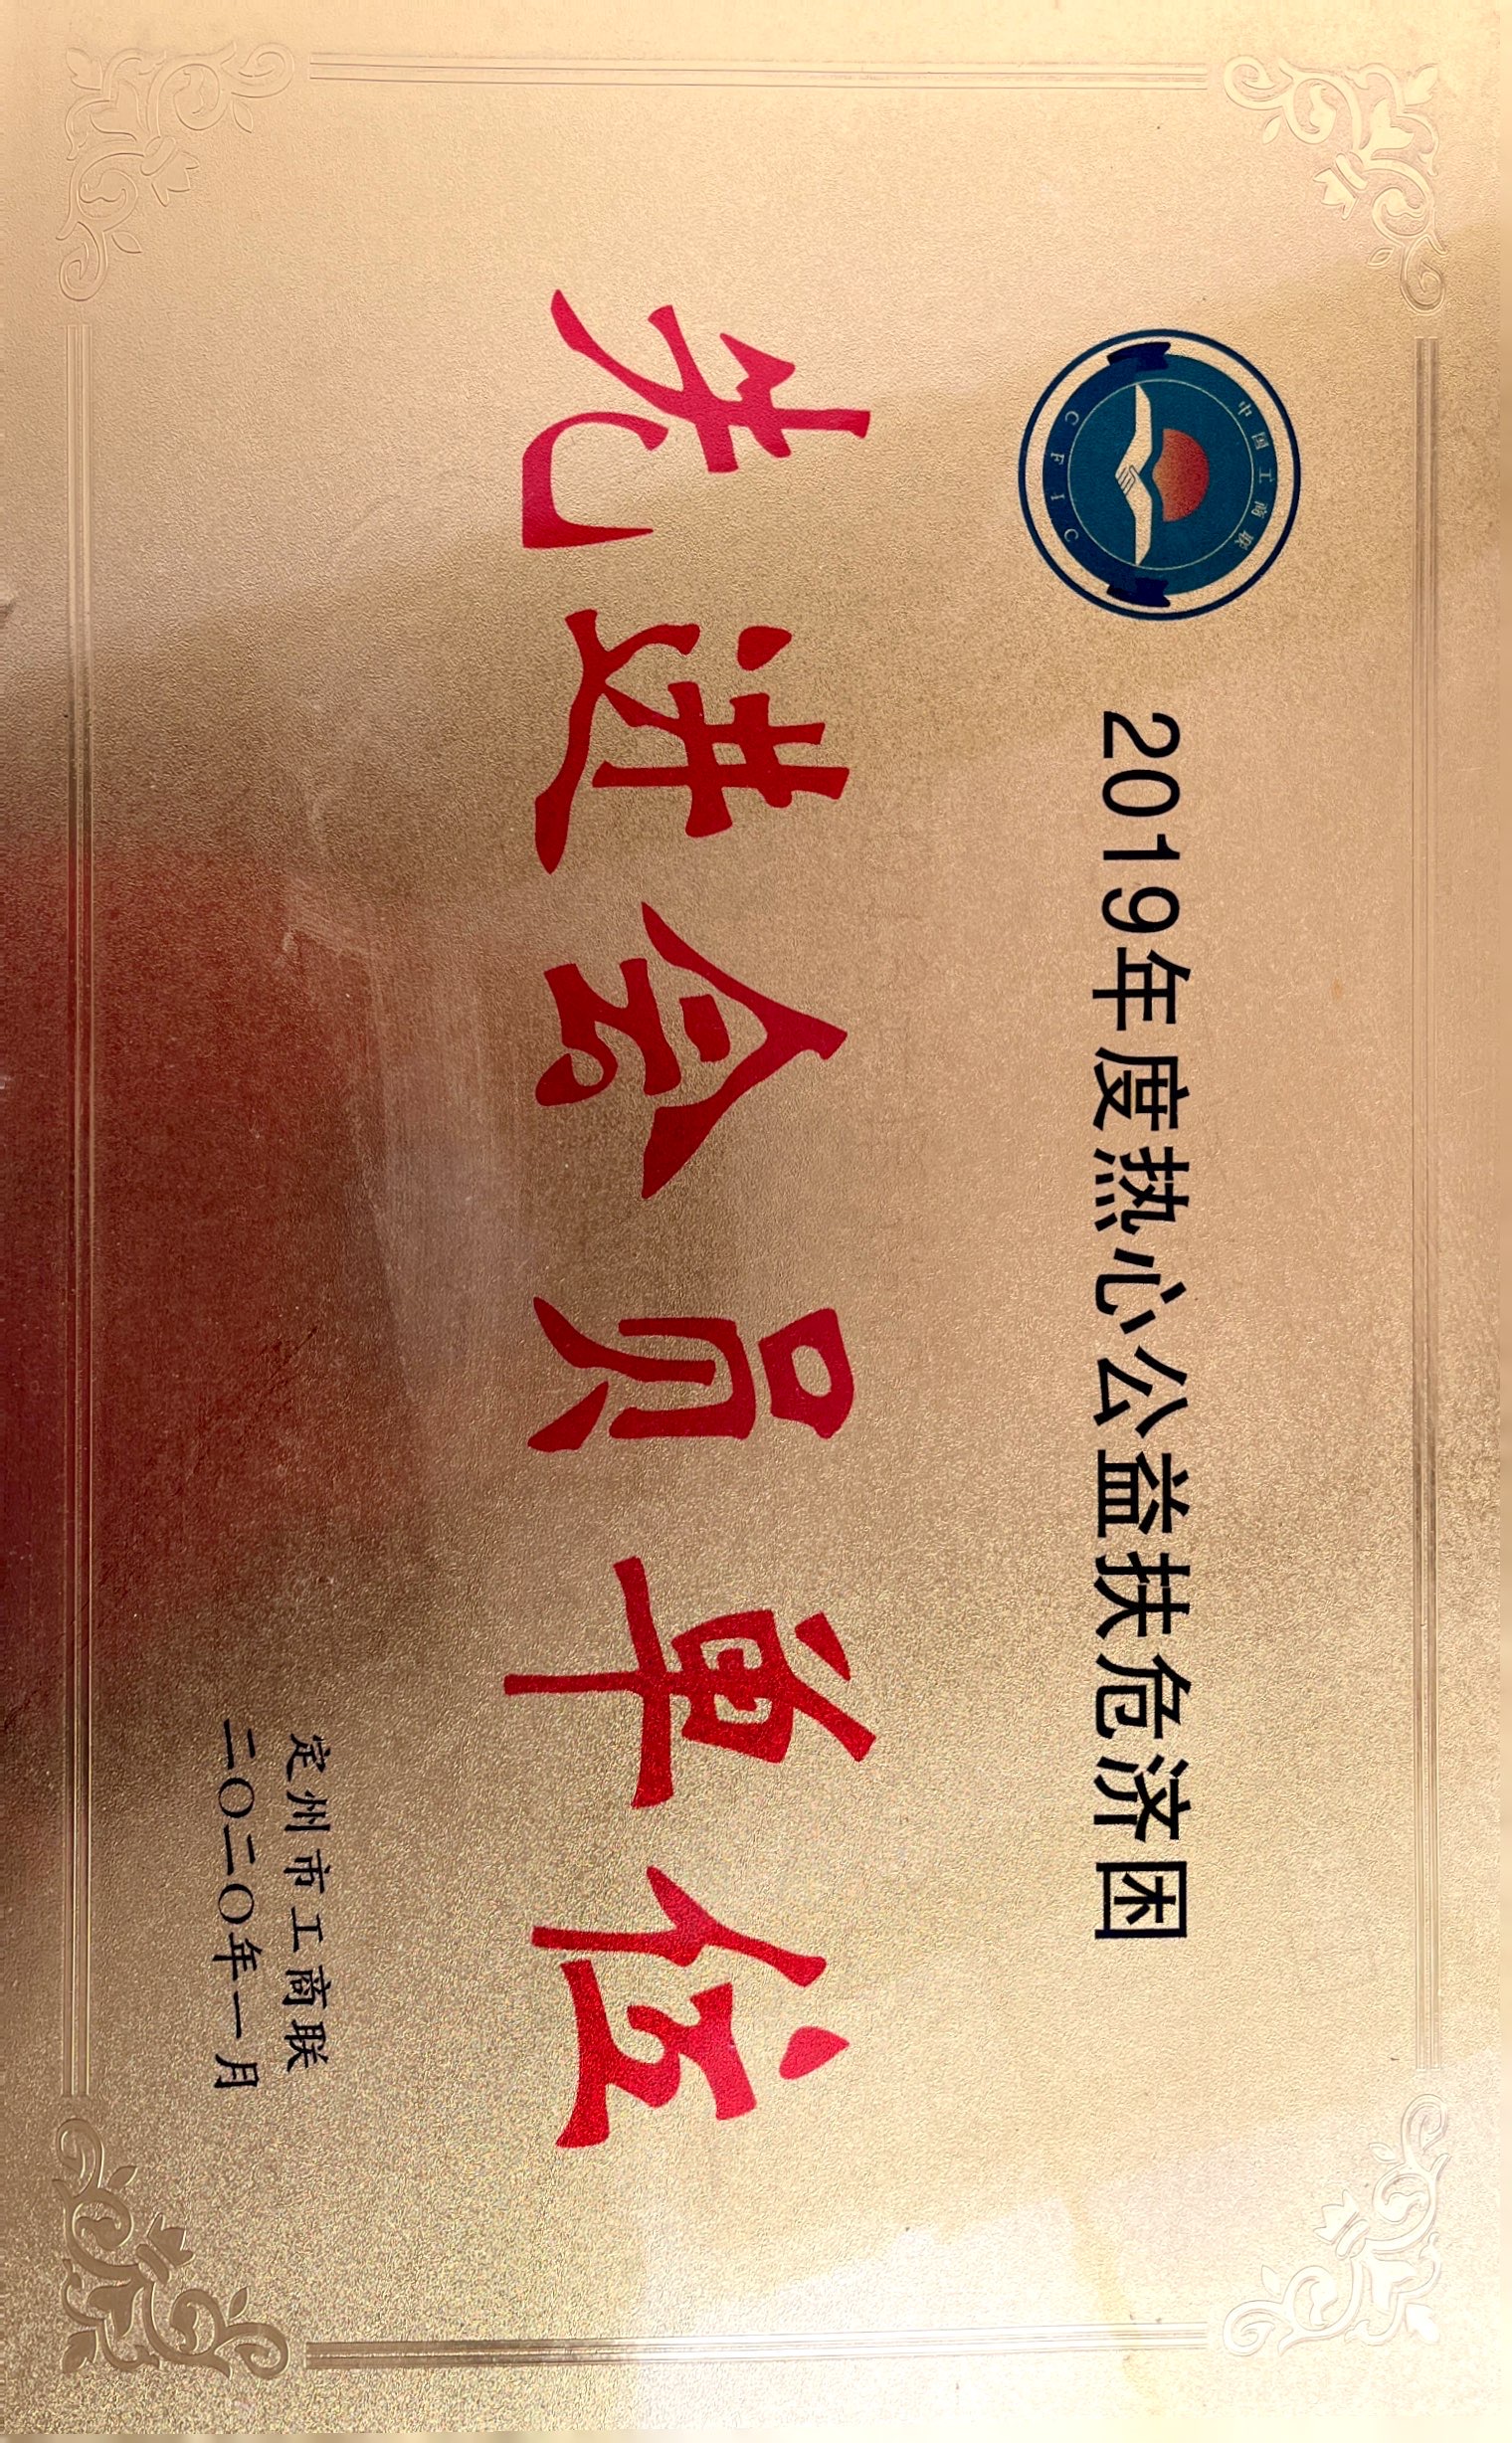 中国工商联
CFIC
2019年度热心公益扶危济困
先进会员单位
定州市工商联
二〇二〇年一月